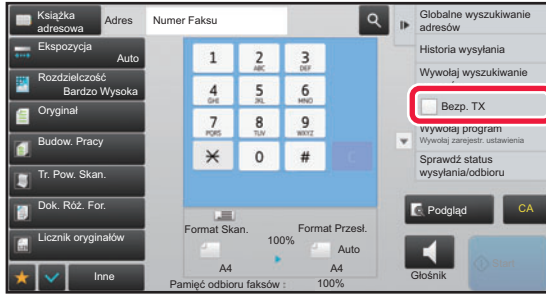 Książka
adresowa
Adres
Numer Faksu
Ekspozycja
Auto
Rozdzielczość
Bardzo Wysoka
Oryginał
Budow. Pracy
Tr. Pow. Skan.
Dok. Róż. For.
Licznik oryginałów
Inne
1
2
ABC
3
DEF
4
GHI
5
JKL
6
MNO
7
PQRS
8
TUV
9
WXYZ
0
#
Format Skan.
100%
Format Przesł.
Auto
A4
A4
Pamięć odbioru faksów :
100%
Globalne wyszukiwanie
adresów
Historia wysyłania
Wywołaj wyszukiwanie
Bezp. TX
Wywołaj program
Wywołaj zarejestr. ustawienia
Sprawdź status
wysyłania/odbioru
Podgląd
CA
Głośnik
Start